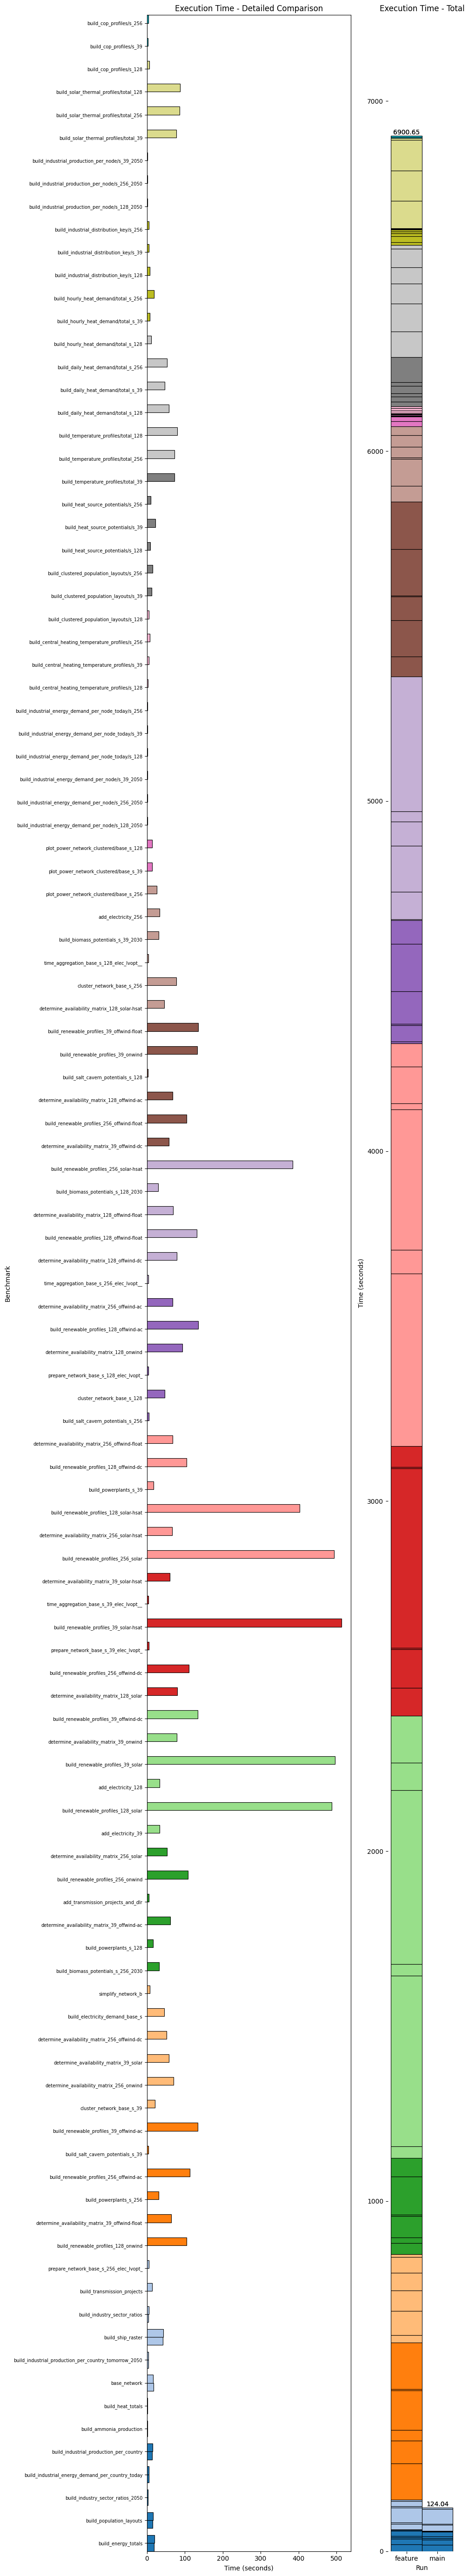 Execution Time - Detailed Comparison
Execution Time - Total
build_cop_profiles/s_256
build_cop_profiles/s_39
build_cop_profiles/s_128
build_solar_thermal_profiles/total_128
build_solar_thermal_profiles/total_256
build_solar_thermal_profiles/total_39
build_industrial_production_per_node/s_39_2050
build_industrial_production_per_node/s_256_2050
build_industrial_production_per_node/s_128_2050
build_industrial_distribution_key/s_256
build_industrial_distribution_key/s_39
build_industrial_distribution_key/s_128
build_hourly_heat_demand/total_s_256
build_hourly_heat_demand/total_s_39
build_hourly_heat_demand/total_s_128
build_daily_heat_demand/total_s_256
build_daily_heat_demand/total_s_39
build_daily_heat_demand/total_s_128
build_temperature_profiles/total_128
build_temperature_profiles/total_256
build_temperature_profiles/total_39
build_heat_source_potentials/s_256
build_heat_source_potentials/s_39
build_heat_source_potentials/s_128
build_clustered_population_layouts/s_256
build_clustered_population_layouts/s_39
build_clustered_population_layouts/s_128
build_central_heating_temperature_profiles/s_256
build_central_heating_temperature_profiles/s_39
build_central_heating_temperature_profiles/s_128
build_industrial_energy_demand_per_node_today/s_256
build_industrial_energy_demand_per_node_today/s_39
build_industrial_energy_demand_per_node_today/s_128
build_industrial_energy_demand_per_node/s_39_2050
build_industrial_energy_demand_per_node/s_256_2050
build_industrial_energy_demand_per_node/s_128_2050
plot_power_network_clustered/base_s_128
plot_power_network_clustered/base_s_39
plot_power_network_clustered/base_s_256
add_electricity_256
build_biomass_potentials_s_39_2030
time_aggregation_base_s_128_elec_lvopt__
cluster_network_base_s_256
determine_availability_matrix_128_solar-hsat
build_renewable_profiles_39_offwind-float
build_renewable_profiles_39_onwind
build_salt_cavern_potentials_s_128
determine_availability_matrix_128_offwind-ac
build_renewable_profiles_256_offwind-float
determine_availability_matrix_39_offwind-dc
build_renewable_profiles_256_solar-hsat
build_biomass_potentials_s_128_2030
determine_availability_matrix_128_offwind-float
build_renewable_profiles_128_offwind-float
determine_availability_matrix_128_offwind-dc
time_aggregation_base_s_256_elec_lvopt__
determine_availability_matrix_256_offwind-ac
build_renewable_profiles_128_offwind-ac
determine_availability_matrix_128_onwind
prepare_network_base_s_128_elec_lvopt_
cluster_network_base_s_128
build_salt_cavern_potentials_s_256
determine_availability_matrix_256_offwind-float
build_renewable_profiles_128_offwind-dc
build_powerplants_s_39
build_renewable_profiles_128_solar-hsat
determine_availability_matrix_256_solar-hsat
build_renewable_profiles_256_solar
determine_availability_matrix_39_solar-hsat
time_aggregation_base_s_39_elec_lvopt__
build_renewable_profiles_39_solar-hsat
prepare_network_base_s_39_elec_lvopt_
build_renewable_profiles_256_offwind-dc
determine_availability_matrix_128_solar
build_renewable_profiles_39_offwind-dc
determine_availability_matrix_39_onwind
build_renewable_profiles_39_solar
add_electricity_128
build_renewable_profiles_128_solar
add_electricity_39
determine_availability_matrix_256_solar
build_renewable_profiles_256_onwind
add_transmission_projects_and_dlr
determine_availability_matrix_39_offwind-ac
build_powerplants_s_128
build_biomass_potentials_s_256_2030
simplify_network_b
build_electricity_demand_base_s
determine_availability_matrix_256_offwind-dc
determine_availability_matrix_39_solar
determine_availability_matrix_256_onwind
cluster_network_base_s_39
build_renewable_profiles_39_offwind-ac
build_salt_cavern_potentials_s_39
build_renewable_profiles_256_offwind-ac
build_powerplants_s_256
determine_availability_matrix_39_offwind-float
build_renewable_profiles_128_onwind
prepare_network_base_s_256_elec_lvopt_
build_transmission_projects
build_industry_sector_ratios
build_ship_raster
build_industrial_production_per_country_tomorrow_2050
base_network
build_heat_totals
build_ammonia_production
build_industrial_production_per_country
build_industrial_energy_demand_per_country_today
build_industry_sector_ratios_2050
build_population_layouts
build_energy_totals
Benchmark
0 100 200 300 400 500
Time (seconds)
Time (seconds)
7000
6000
5000
4000
3000
2000
1000
0
6900.65
124.04
feature main
Run